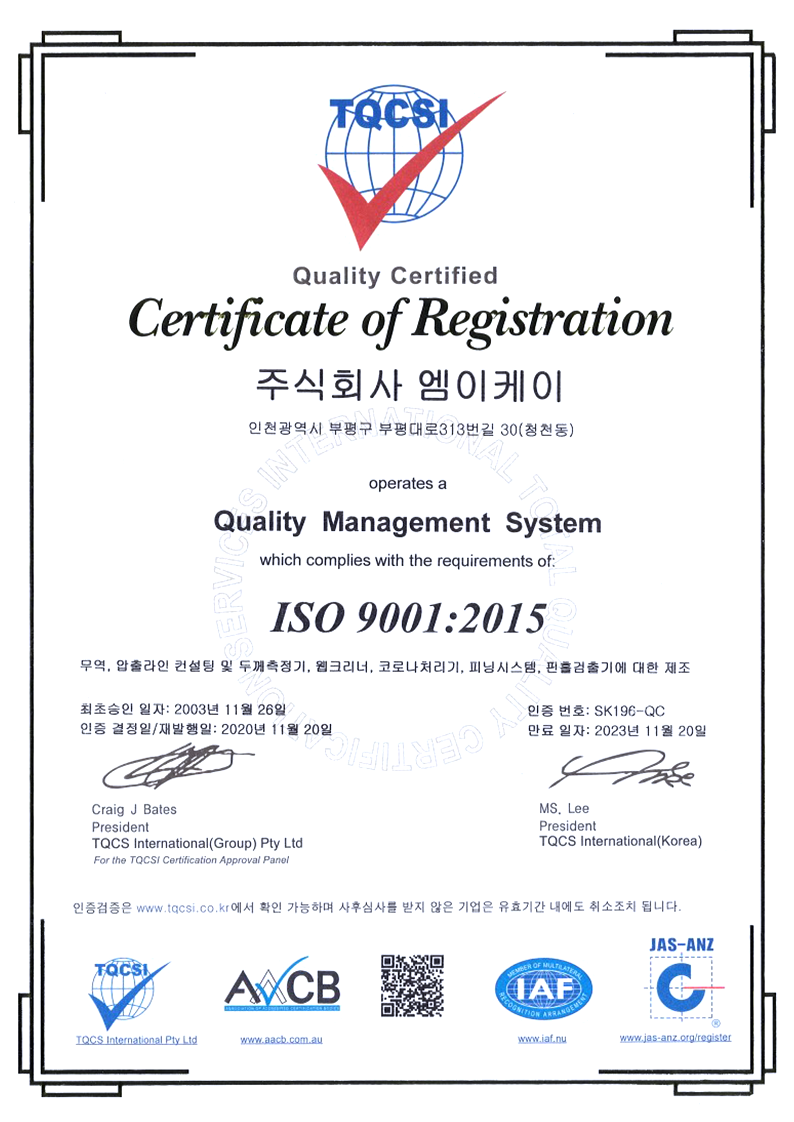 TQCSI
Quality Certified
Certificate of Registration
주식회사 엠이케이
인천광역시 부평구 부평대로313번길 30(청천동)
operates a
Quality Management System
which complies with the requirements of:
ISO 9001:2015
무역, 압출라인 컨설팅 및 두께측정기, 웹크리너, 코로나처리기, 피닝시스템, 핀홀검출기에 대한 제조
최초승인 일자: 2003년 11월 26일
인증 번호: SK196-QC
인증 결정일/재발행일: 2020년 11월 20일
만료 일자: 2023년 11월 20일
CERTIFICATION SERVICES INTERNATIONAL TOTAL QUALITY
Craig J Bates
President
TQCS International(Group) Pty Ltd
For the TQCSI Certification Approval Panel
MS, Lee
President
TQCS International(Korea)
인증검증은 www.tqcsi.co.kr에서 확인 가능하며 사후심사를 받지 않은 기업은 유효기간 내에도 취소조치 됩니다.
TQCSI
TQCS International Pty Ltd
AACB
ASSOCIATION OF ACCREDITED CERTIFICATION BODIES
www.aacb.com.au
MEMBER OF MULTILATERAL
IAF
RECOGNITION ARRANGEMENT
www.iaf.nu
JAS-ANZ
C
®
www.jas-anz.org/register